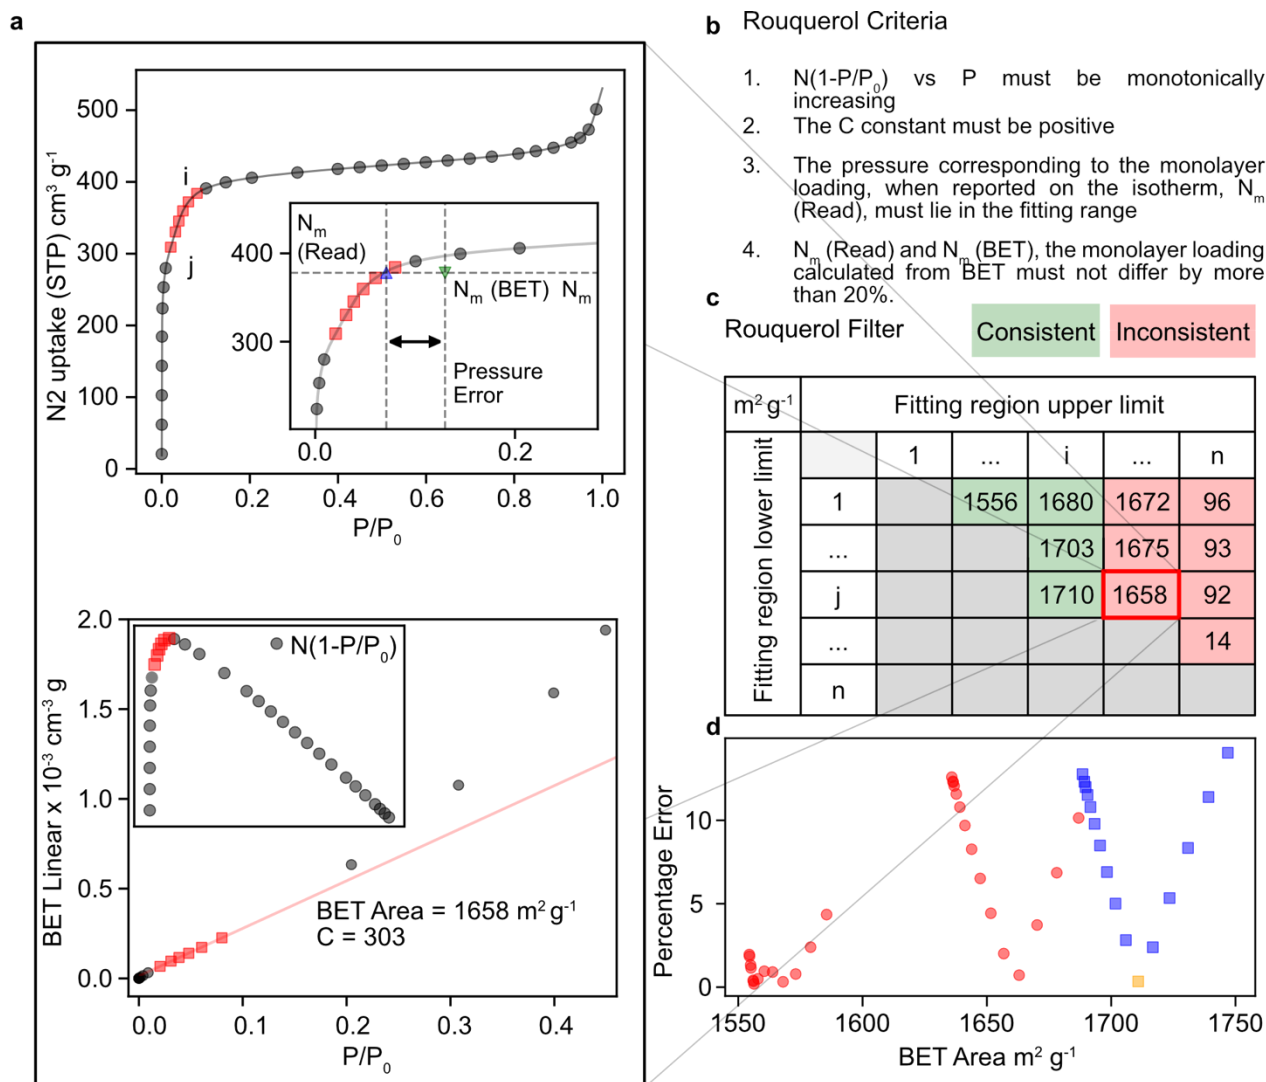 a
500
400
300
200
100
0
N2 uptake (STP) cm³ g⁻¹
i
j
N_m
(Read)
400
300
N_m (BET) N_m
Pressure
Error
0.0 0.2
0.0 0.2 0.4 0.6 0.8 1.0
P/P₀
2.0
1.5
1.0
0.5
0.0
BET Linear x 10⁻³ cm⁻³ g
N(1-P/P₀)
BET Area = 1658 m² g⁻¹
C = 303
0.0 0.1 0.2 0.3 0.4
P/P₀
b Rouquerol Criteria
1. N(1-P/P₀) vs P must be monotonically
increasing
2. The C constant must be positive
3. The pressure corresponding to the monolayer
loading, when reported on the isotherm, N_m
(Read), must lie in the fitting range
4. N_m (Read) and N_m (BET), the monolayer loading
calculated from BET must not differ by more
than 20%.
c
Rouquerol Filter Consistent Inconsistent
m² g⁻¹ Fitting region upper limit
Fitting region lower limit
1 ... i ... n
1 1556 1680 1672 96
... 1703 1675 93
j 1710 1658 92
... 14
n
d
10
5
0
Percentage Error
1550 1600 1650 1700 1750
BET Area m² g⁻¹